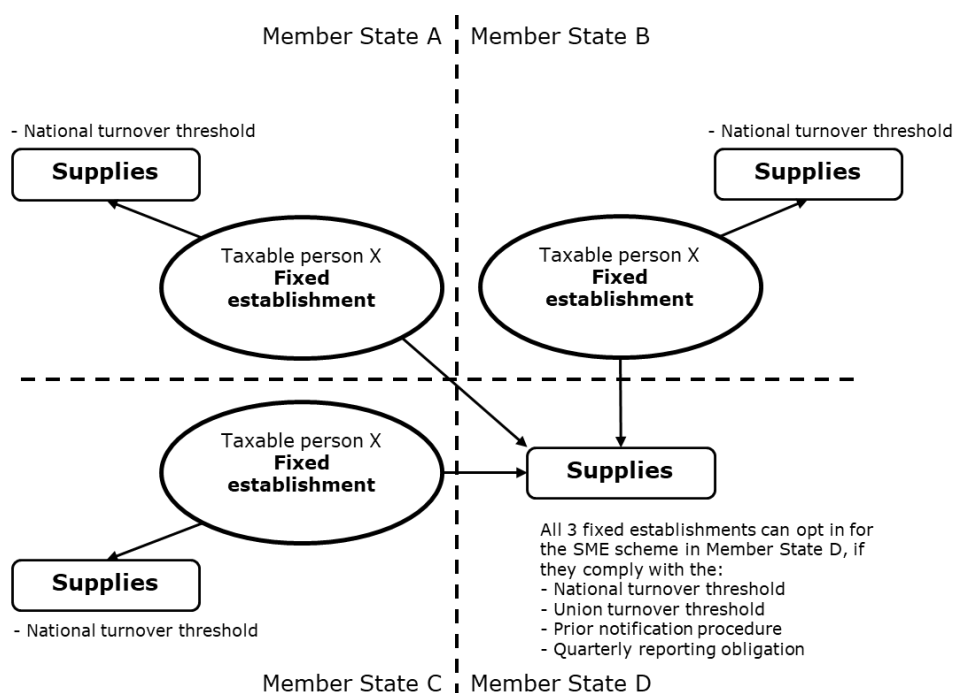 Member State A
Member State B
- National turnover threshold
Supplies
- National turnover threshold
Supplies
Taxable person X
Fixed
establishment
Taxable person X
Fixed
establishment
Taxable person X
Fixed
establishment
Supplies
Supplies
- National turnover threshold
All 3 fixed establishments can opt in for
the SME scheme in Member State D, if
they comply with the:
- National turnover threshold
- Union turnover threshold
- Prior notification procedure
- Quarterly reporting obligation
Member State C
Member State D